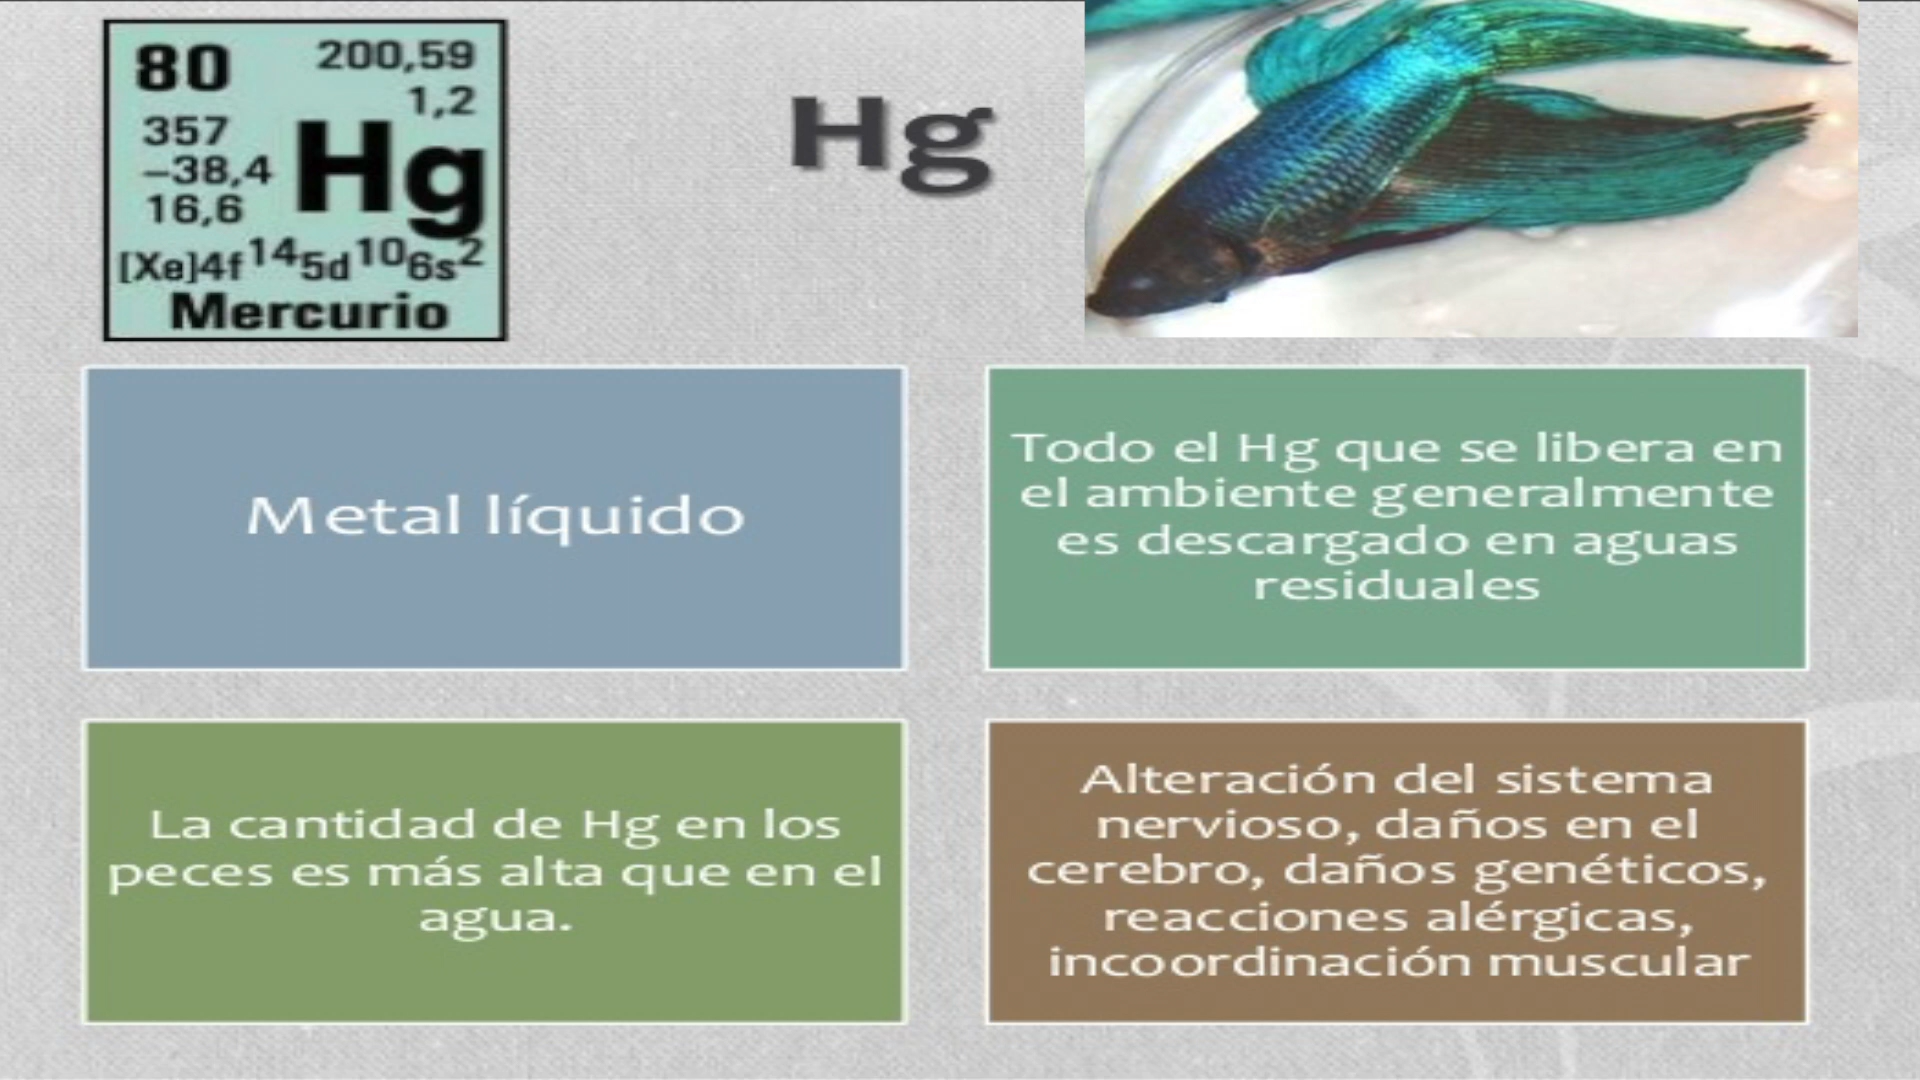 80
200,59
1,2
357
–38,4
16,6
Hg
[Xe]4f¹⁴5d¹⁰6s²
Mercurio
Hg
Metal líquido
Todo el Hg que se libera en
el ambiente generalmente
es descargado en aguas
residuales
La cantidad de Hg en los
peces es más alta que en el
agua.
Alteración del sistema
nervioso, daños en el
cerebro, daños genéticos,
reacciones alérgicas,
incoordinación muscular